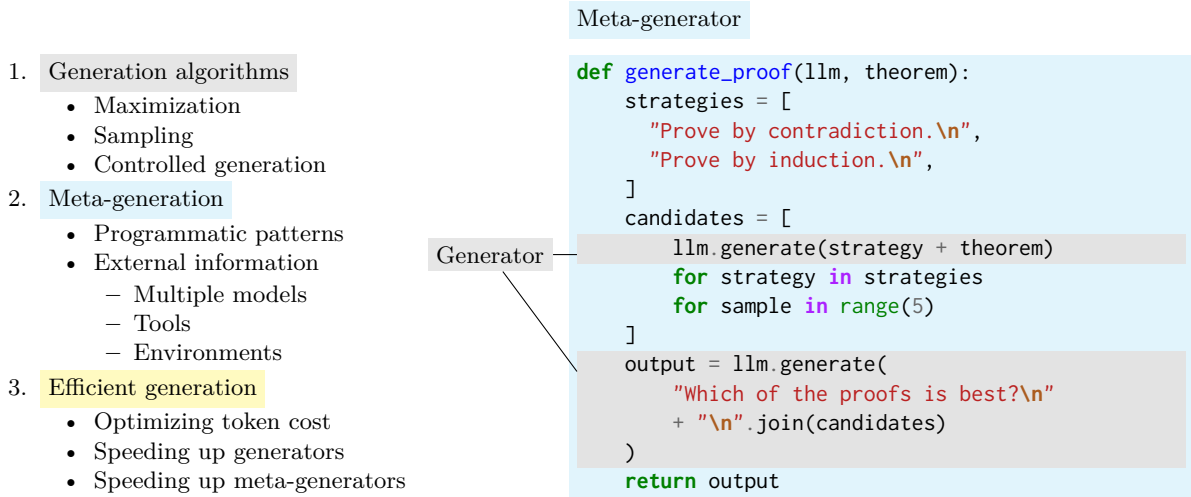 1. Generation algorithms
• Maximization
• Sampling
• Controlled generation
2. Meta-generation
• Programmatic patterns
• External information
– Multiple models
– Tools
– Environments
3. Efficient generation
• Optimizing token cost
• Speeding up generators
• Speeding up meta-generators
Generator
Meta-generator
def generate_proof(llm, theorem):
    strategies = [
      "Prove by contradiction.\n",
      "Prove by induction.\n",
    ]
    candidates = [
        llm.generate(strategy + theorem)
        for strategy in strategies
        for sample in range(5)
    ]
    output = llm.generate(
        "Which of the proofs is best?\n"
        + "\n".join(candidates)
    )
    return output